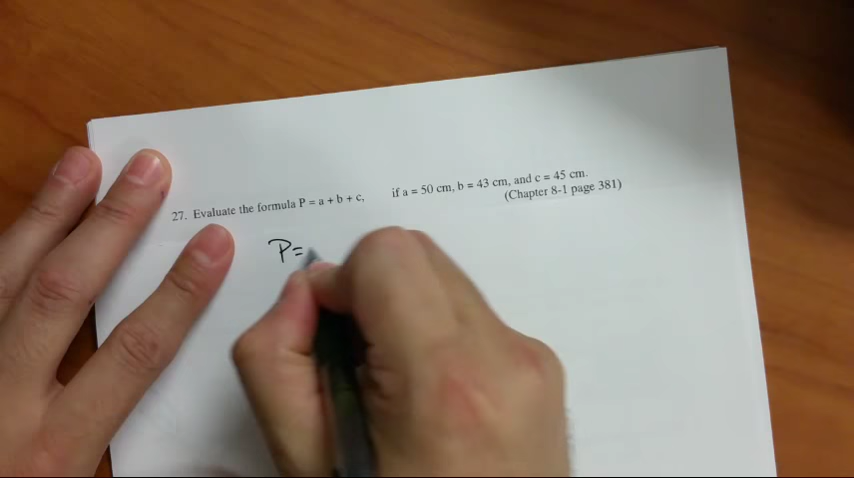 27. Evaluate the formula P = a + b + c, if a = 50 cm, b = 43 cm, and c = 45 cm.
(Chapter 8-1 page 381)
P=